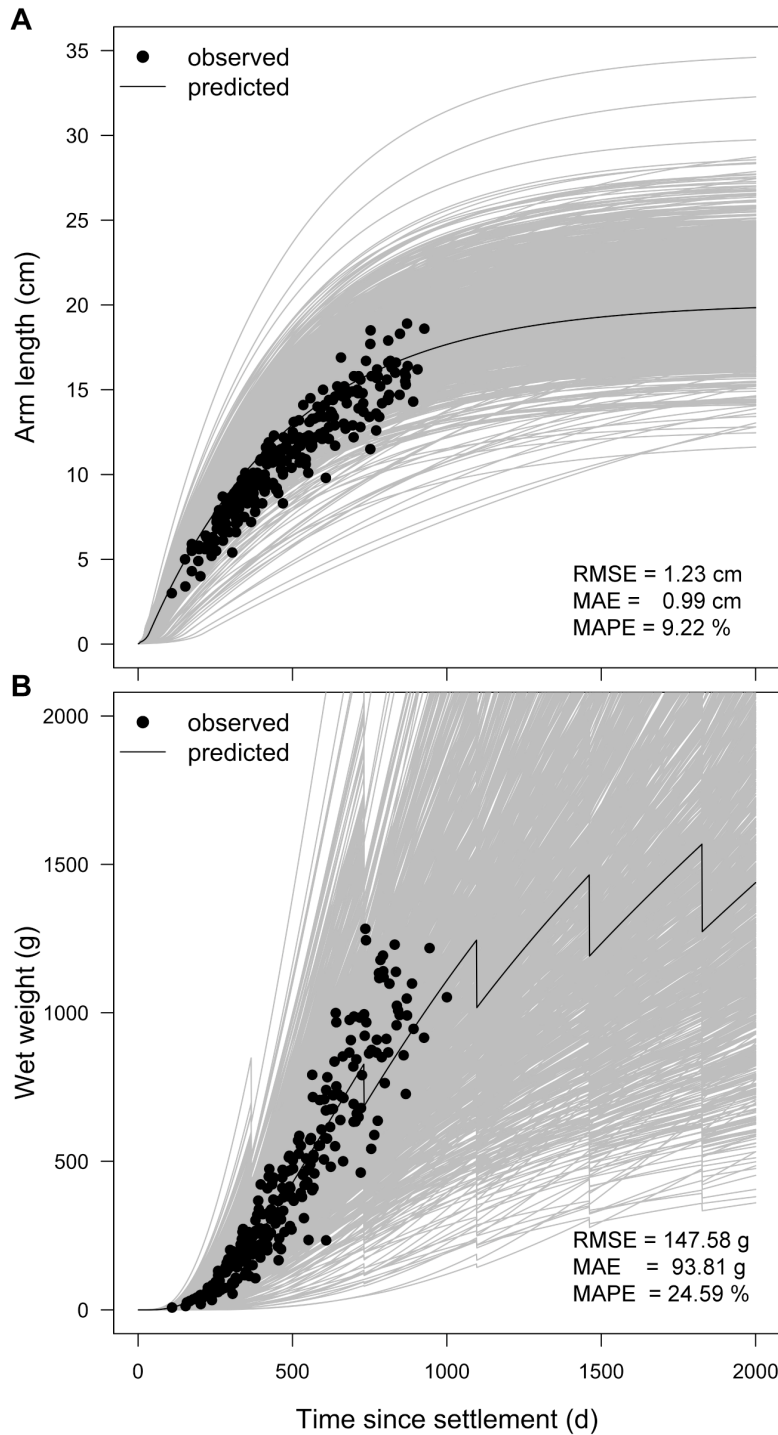 A
observed
predicted
35
30
25
20
15
10
5
0
Arm length (cm)
RMSE = 1.23 cm
MAE = 0.99 cm
MAPE = 9.22 %
B
observed
predicted
2000
1500
1000
500
0
Wet weight (g)
RMSE = 147.58 g
MAE = 93.81 g
MAPE = 24.59 %
0 500 1000 1500 2000
Time since settlement (d)